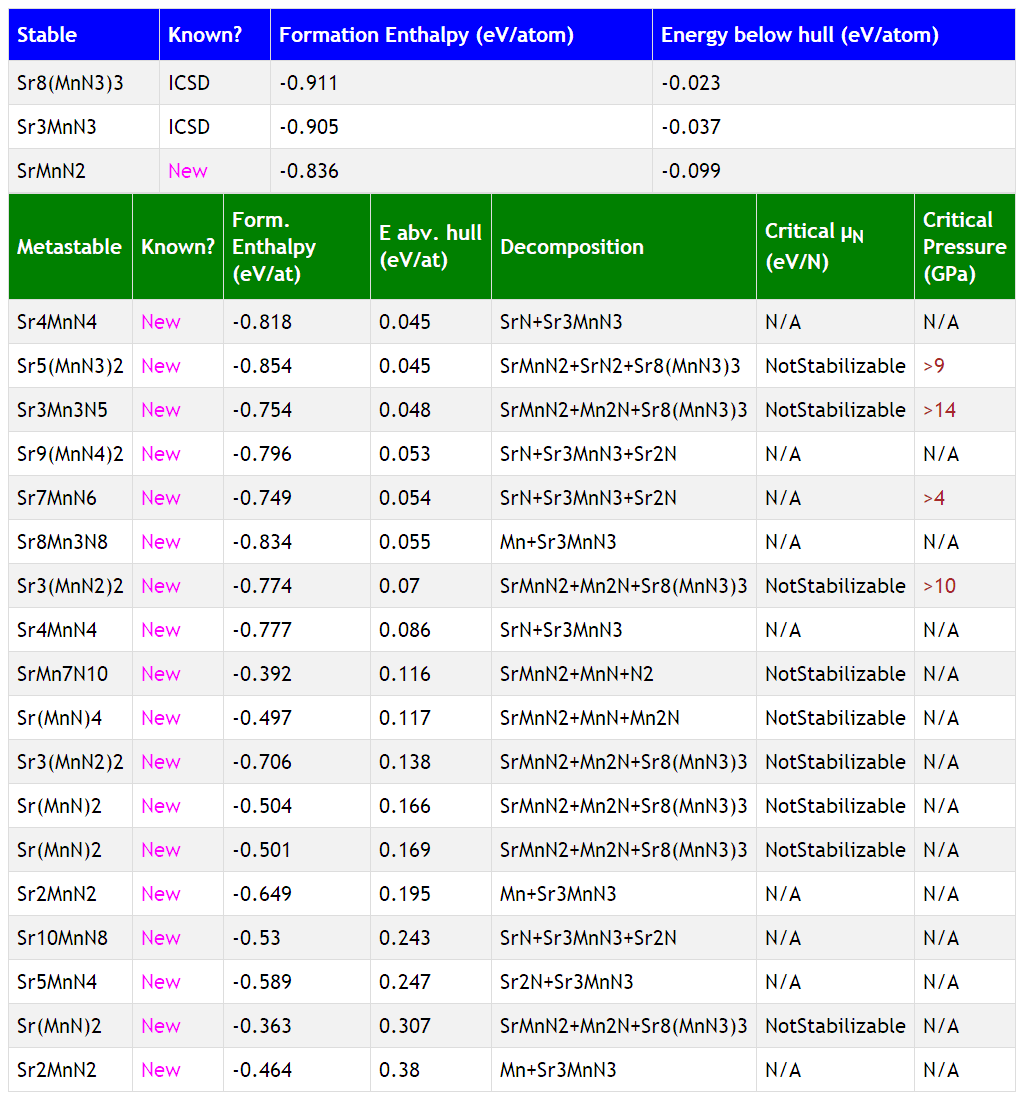 Stable Known? Formation Enthalpy (eV/atom) Energy below hull (eV/atom)
Sr8(MnN3)3 ICSD -0.911 -0.023
Sr3MnN3 ICSD -0.905 -0.037
SrMnN2 New -0.836 -0.099
Metastable Known? Form. Enthalpy (eV/at) E abv. hull (eV/at) Decomposition Critical μN (eV/N) Critical Pressure (GPa)
Sr4MnN4 New -0.818 0.045 SrN+Sr3MnN3 N/A N/A
Sr5(MnN3)2 New -0.854 0.045 SrMnN2+SrN2+Sr8(MnN3)3 NotStabilizable >9
Sr3Mn3N5 New -0.754 0.048 SrMnN2+Mn2N+Sr8(MnN3)3 NotStabilizable >14
Sr9(MnN4)2 New -0.796 0.053 SrN+Sr3MnN3+Sr2N N/A N/A
Sr7MnN6 New -0.749 0.054 SrN+Sr3MnN3+Sr2N N/A >4
Sr8Mn3N8 New -0.834 0.055 Mn+Sr3MnN3 N/A N/A
Sr3(MnN2)2 New -0.774 0.07 SrMnN2+Mn2N+Sr8(MnN3)3 NotStabilizable >10
Sr4MnN4 New -0.777 0.086 SrN+Sr3MnN3 N/A N/A
SrMn7N10 New -0.392 0.116 SrMnN2+MnN+N2 NotStabilizable N/A
Sr(MnN)4 New -0.497 0.117 SrMnN2+MnN+Mn2N NotStabilizable N/A
Sr3(MnN2)2 New -0.706 0.138 SrMnN2+Mn2N+Sr8(MnN3)3 NotStabilizable N/A
Sr(MnN)2 New -0.504 0.166 SrMnN2+Mn2N+Sr8(MnN3)3 NotStabilizable N/A
Sr(MnN)2 New -0.501 0.169 SrMnN2+Mn2N+Sr8(MnN3)3 NotStabilizable N/A
Sr2MnN2 New -0.649 0.195 Mn+Sr3MnN3 N/A N/A
Sr10MnN8 New -0.53 0.243 SrN+Sr3MnN3+Sr2N N/A N/A
Sr5MnN4 New -0.589 0.247 Sr2N+Sr3MnN3 N/A N/A
Sr(MnN)2 New -0.363 0.307 SrMnN2+Mn2N+Sr8(MnN3)3 NotStabilizable N/A
Sr2MnN2 New -0.464 0.38 Mn+Sr3MnN3 N/A N/A